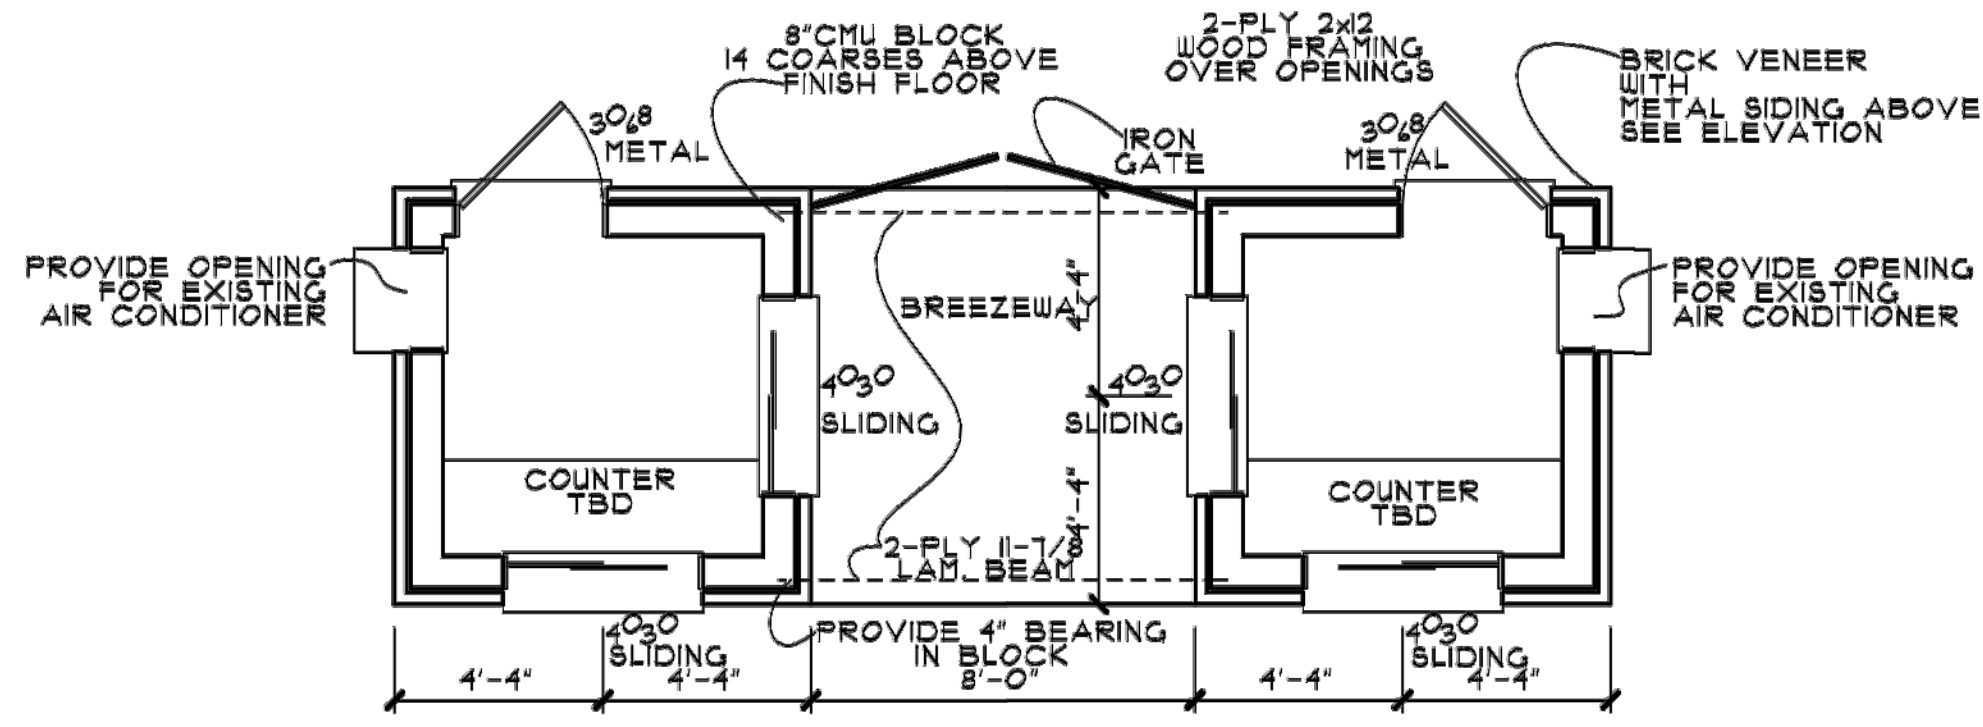 8"CMU BLOCK
14 COARSES ABOVE
FINISH FLOOR
2-PLY 2x12
WOOD FRAMING
OVER OPENINGS
BRICK VENEER
WITH
METAL SIDING ABOVE
SEE ELEVATION
3068
METAL
IRON
GATE
3068
METAL
PROVIDE OPENING
FOR EXISTING
AIR CONDITIONER
BREEZEWAY
4'-4"
PROVIDE OPENING
FOR EXISTING
AIR CONDITIONER
4030
SLIDING
4030
SLIDING
COUNTER
TBD
4'-4"
COUNTER
TBD
2-PLY 11-7/8
LAM. BEAM
4030
SLIDING
PROVIDE 4" BEARING
IN BLOCK
4030
SLIDING
4'-4"
4'-4"
8'-0"
4'-4"
4'-4"